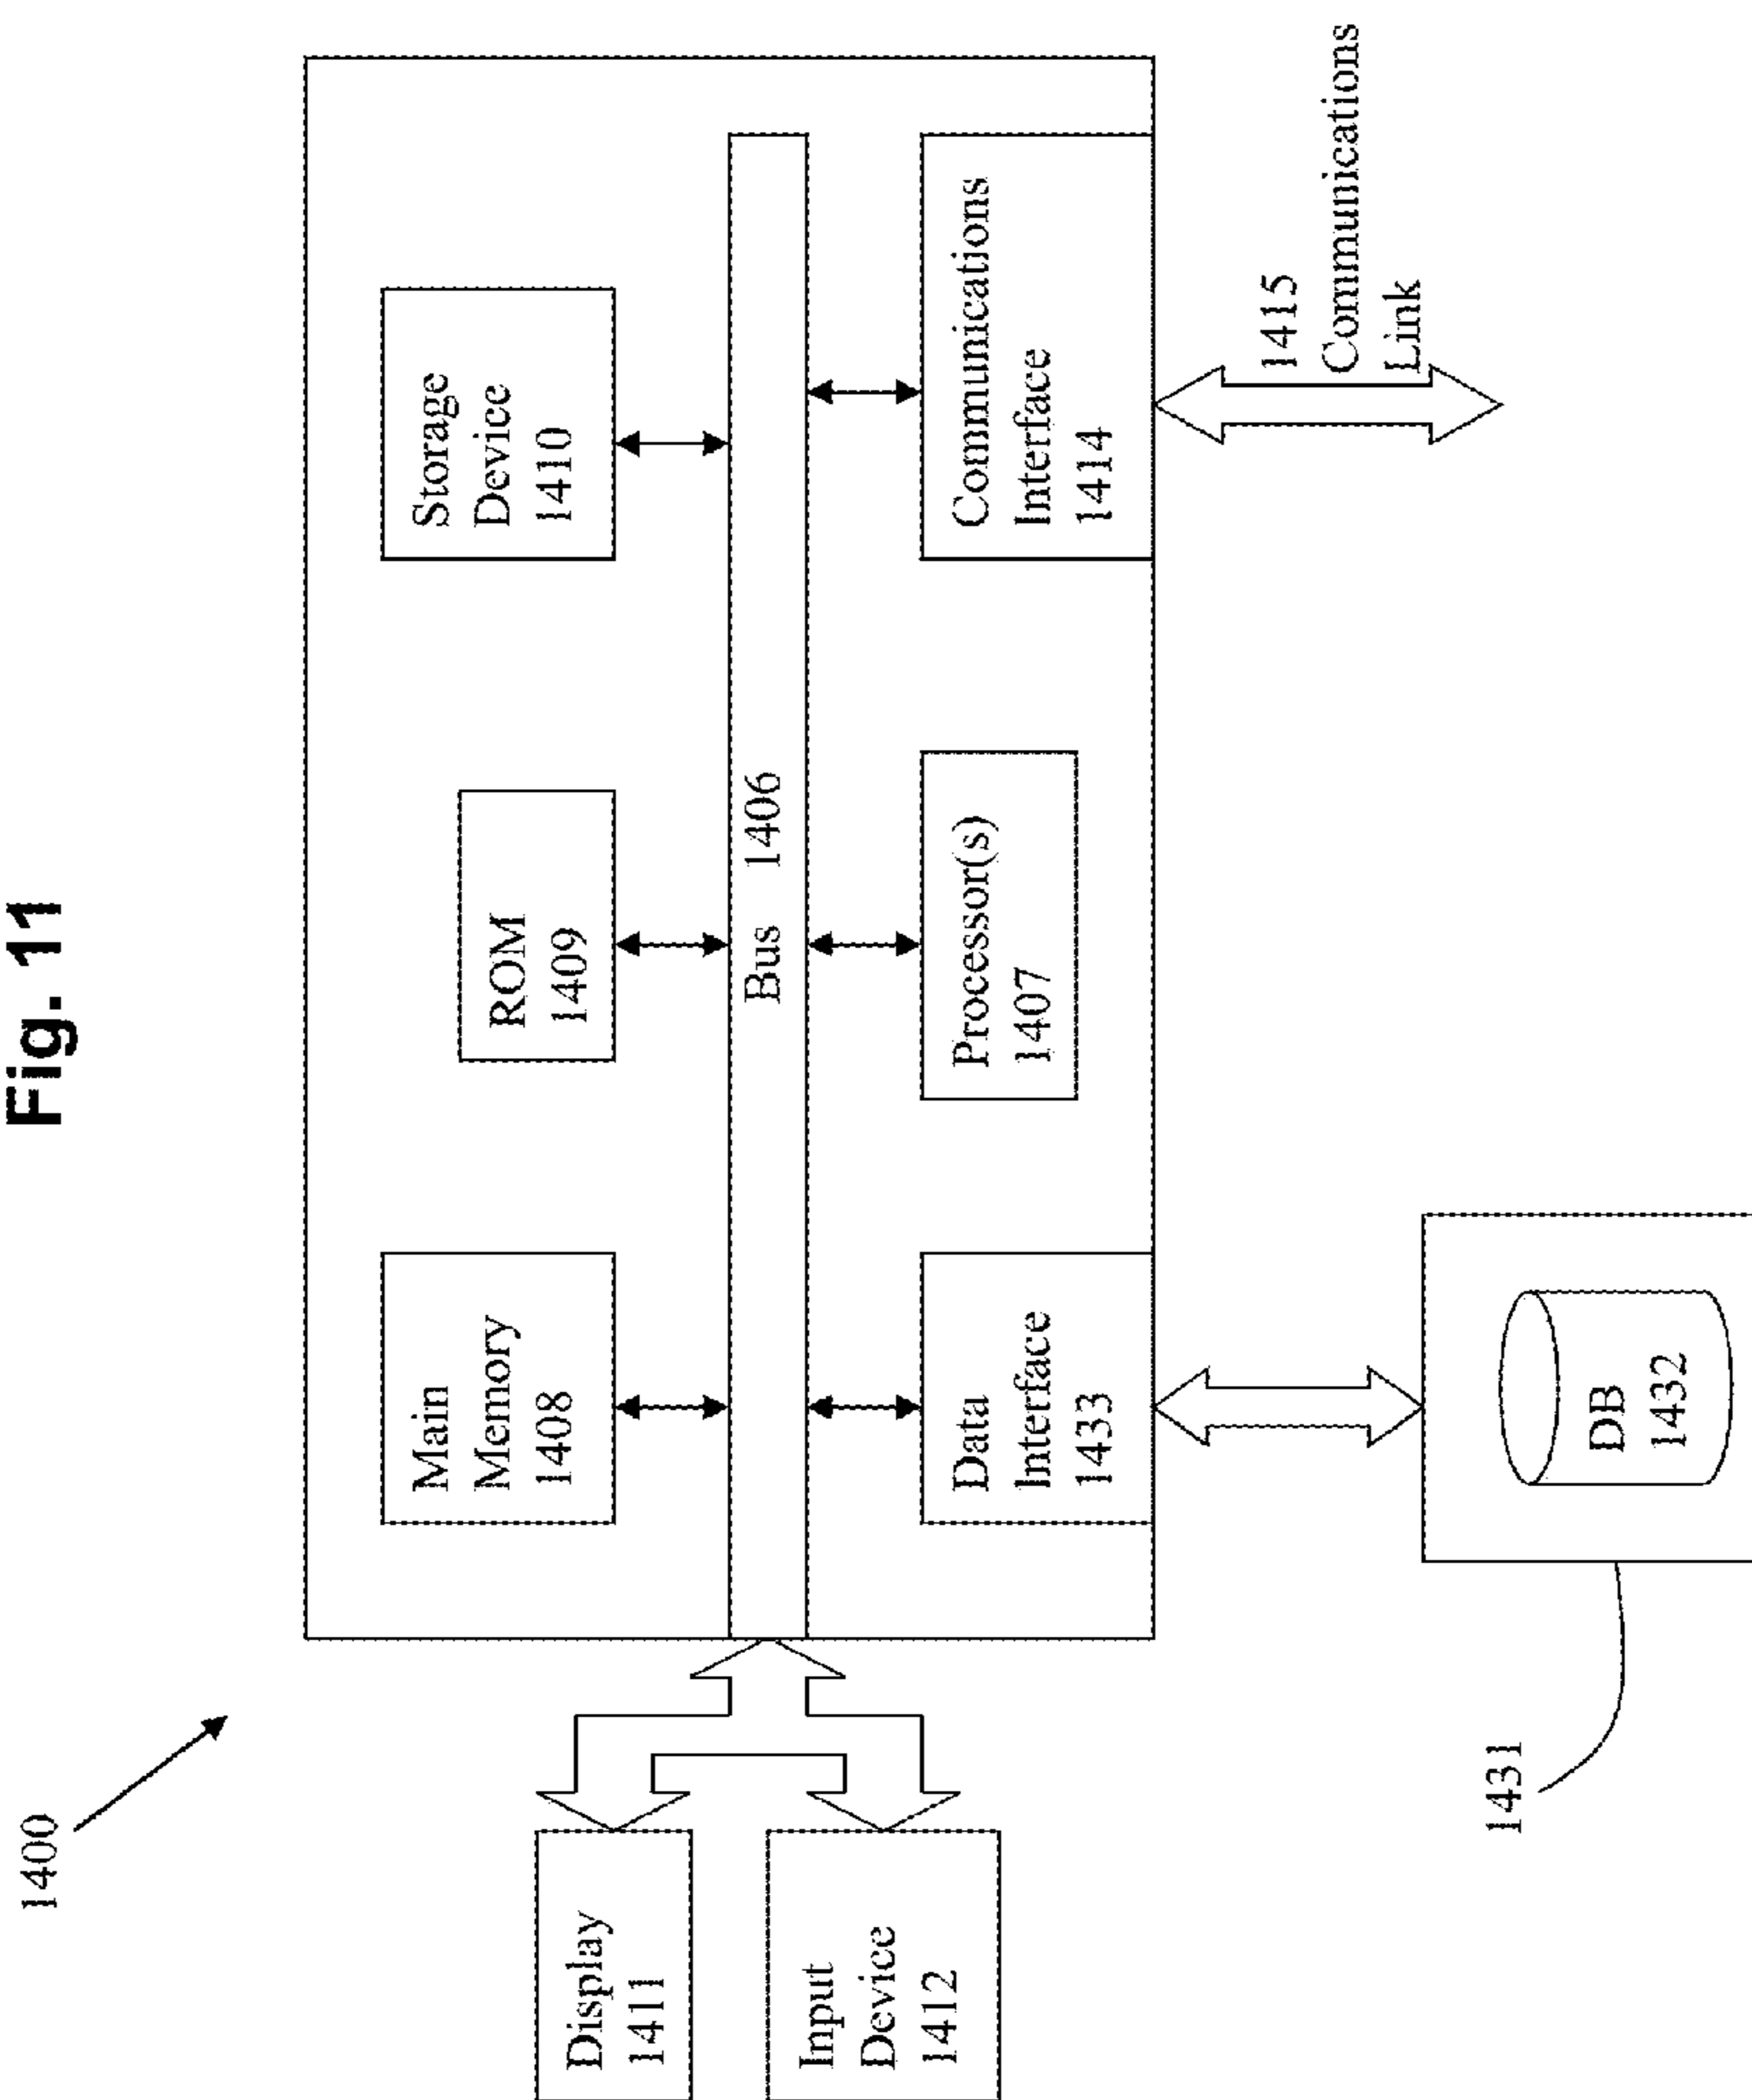 Fig. 11
1400
Main
Memory
1408
ROM
1409
Storage
Device
1410
Bus 1406
Display
1411
Input
Device
1412
Data
Interface
1433
Processor(s)
1407
Communications
Interface
1414
1415
Communications
Link
1431
DB
1432